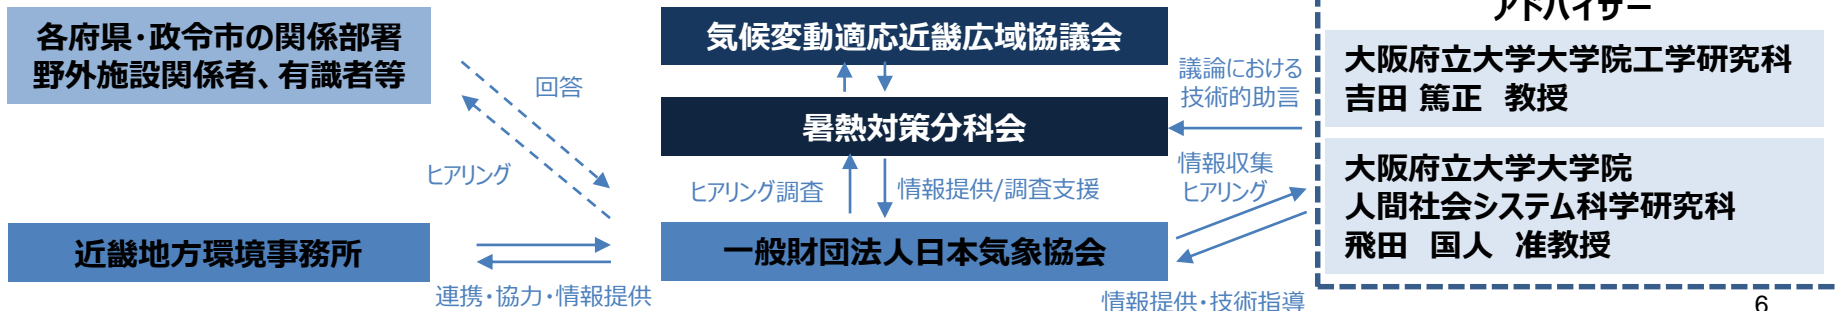 各府県・政令市の関係部署
野外施設関係者、有識者等
回答
ヒアリング
近畿地方環境事務所
連携・協力・情報提供
気候変動適応近畿広域協議会
暑熱対策分科会
ヒアリング調査
情報提供/調査支援
一般財団法人日本気象協会
議論における
技術的助言
情報収集
ヒアリング
情報提供・技術指導
アドバイザー
大阪府立大学大学院工学研究科
吉田 篤正 教授
大阪府立大学大学院
人間社会システム科学研究科
飛田 国人 准教授
6